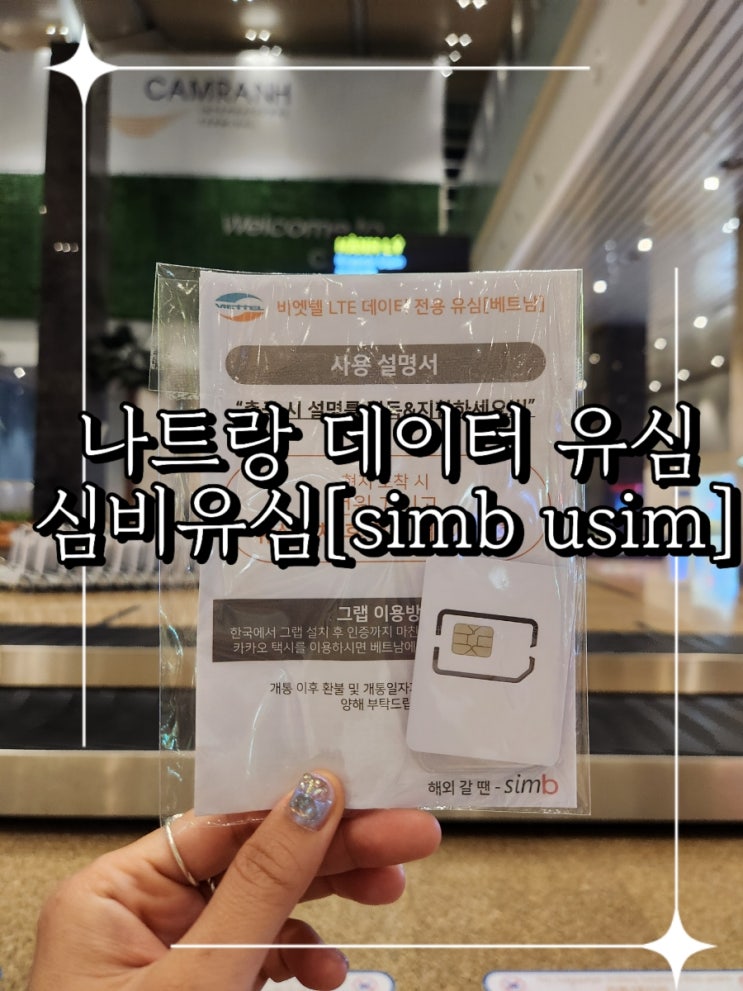 CAMRANH
Welcome to
HÀNH LÝ
VIETTEL 비엣텔 LTE 데이터 전용 유심[베트남]
사용 설명서
나트랑 데이터 유심
심비유심[simb usim]
그랩 이용방
한국에서 그랩 설치 후 인증까지 마친
카카오 택시를 이용하시면 베트남에
개통 이후 환불 및 개통일자
양해 부탁드립
해외 갈 땐 - simb